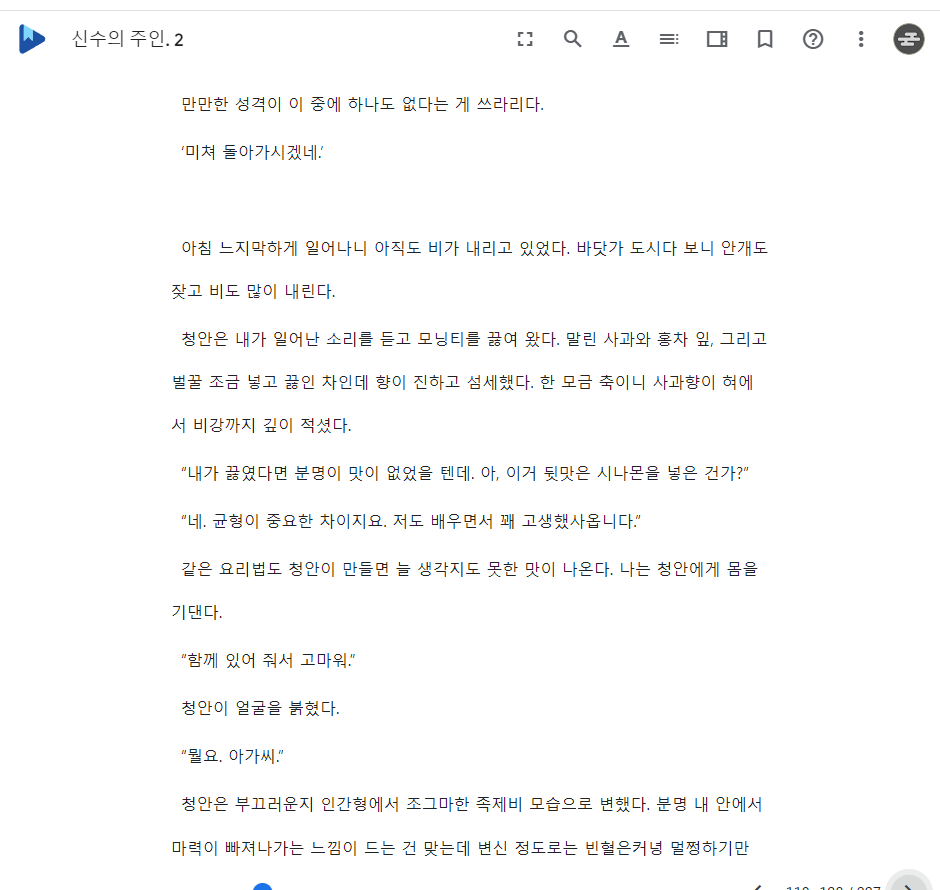 신수의 주인. 2
만만한 성격이 이 중에 하나도 없다는 게 쓰라리다.
‘미쳐 돌아가시겠네.’
아침 느지막하게 일어나니 아직도 비가 내리고 있었다. 바닷가 도시다 보니 안개도
잦고 비도 많이 내린다.
청안은 내가 일어난 소리를 듣고 모닝티를 끓여 왔다. 말린 사과와 홍차 잎, 그리고
벌꿀 조금 넣고 끓인 차인데 향이 진하고 섬세했다. 한 모금 축이니 사과향이 혀에
서 비강까지 깊이 적셨다.
“내가 끓였다면 분명이 맛이 없었을 텐데. 아, 이거 뒷맛은 시나몬을 넣은 건가?”
“네. 균형이 중요한 차이지요. 저도 배우면서 꽤 고생했사옵니다.”
같은 요리법도 청안이 만들면 늘 생각지도 못한 맛이 나온다. 나는 청안에게 몸을
기댄다.
“함께 있어 줘서 고마워.”
청안이 얼굴을 붉혔다.
“뭘요. 아가씨.”
청안은 부끄러운지 인간형에서 조그마한 족제비 모습으로 변했다. 분명 내 안에서
마력이 빠져나가는 느낌이 드는 건 맞는데 변신 정도로는 빈혈은커녕 멀쩡하기만